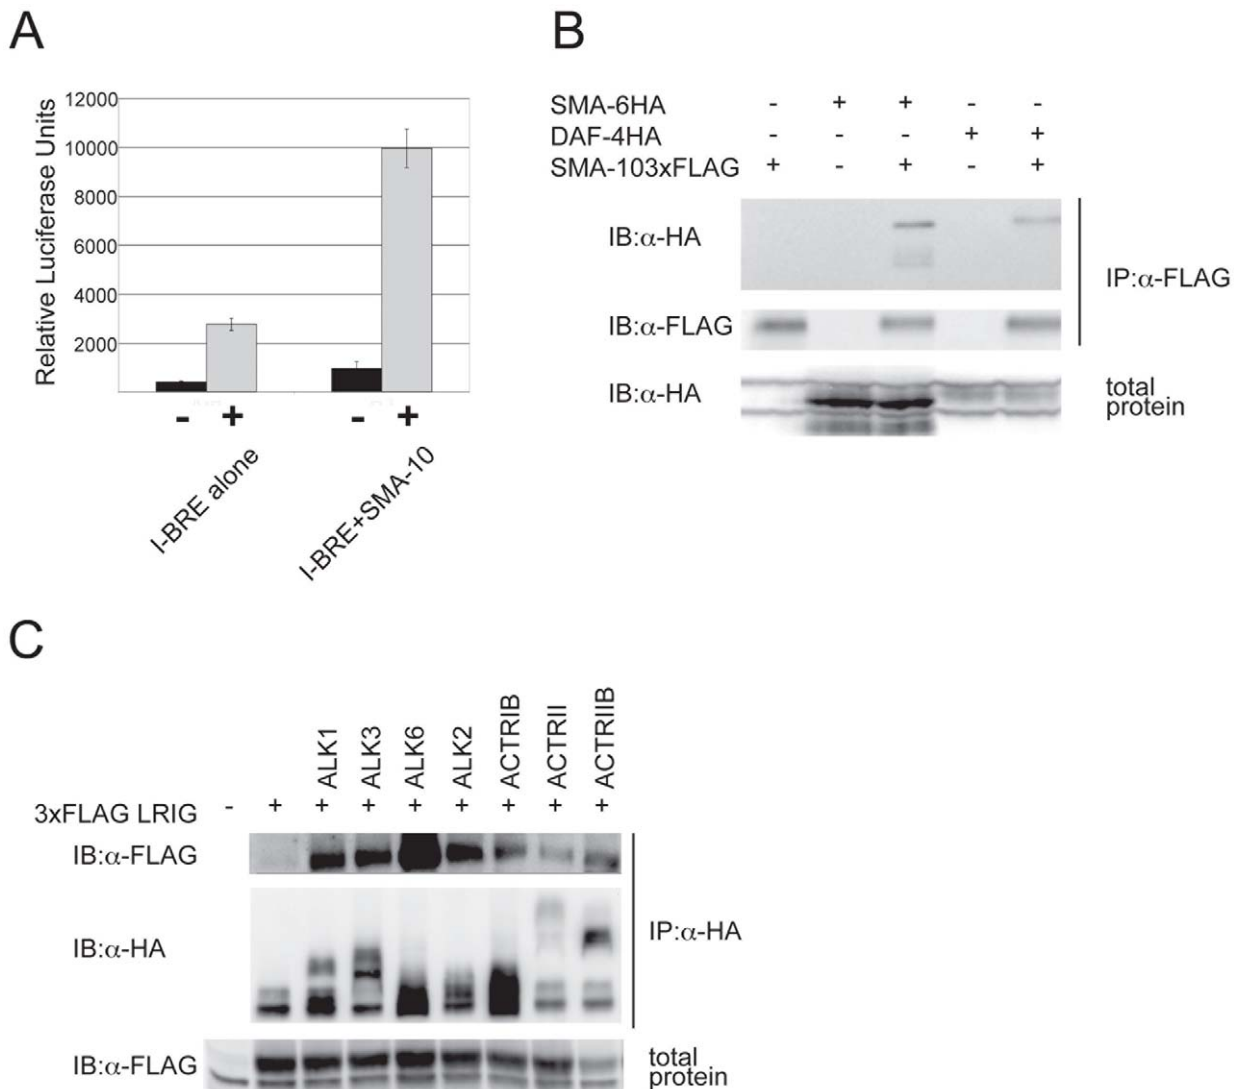 A
Relative Luciferase Units
12000
10000
8000
6000
4000
2000
- + - +
I-BRE alone
I-BRE+SMA-10
B
SMA-6HA - + + - -
DAF-4HA - - - + +
SMA-103xFLAG + - + - +
IB:α-HA
IB:α-FLAG
IP:α-FLAG
IB:α-HA
total
protein
C
ALK1
ALK3
ALK6
ALK2
ACTRIB
ACTRII
ACTRIIB
3xFLAG LRIG - + + + + + + + +
IB:α-FLAG
IB:α-HA
IP:α-HA
IB:α-FLAG
total
protein